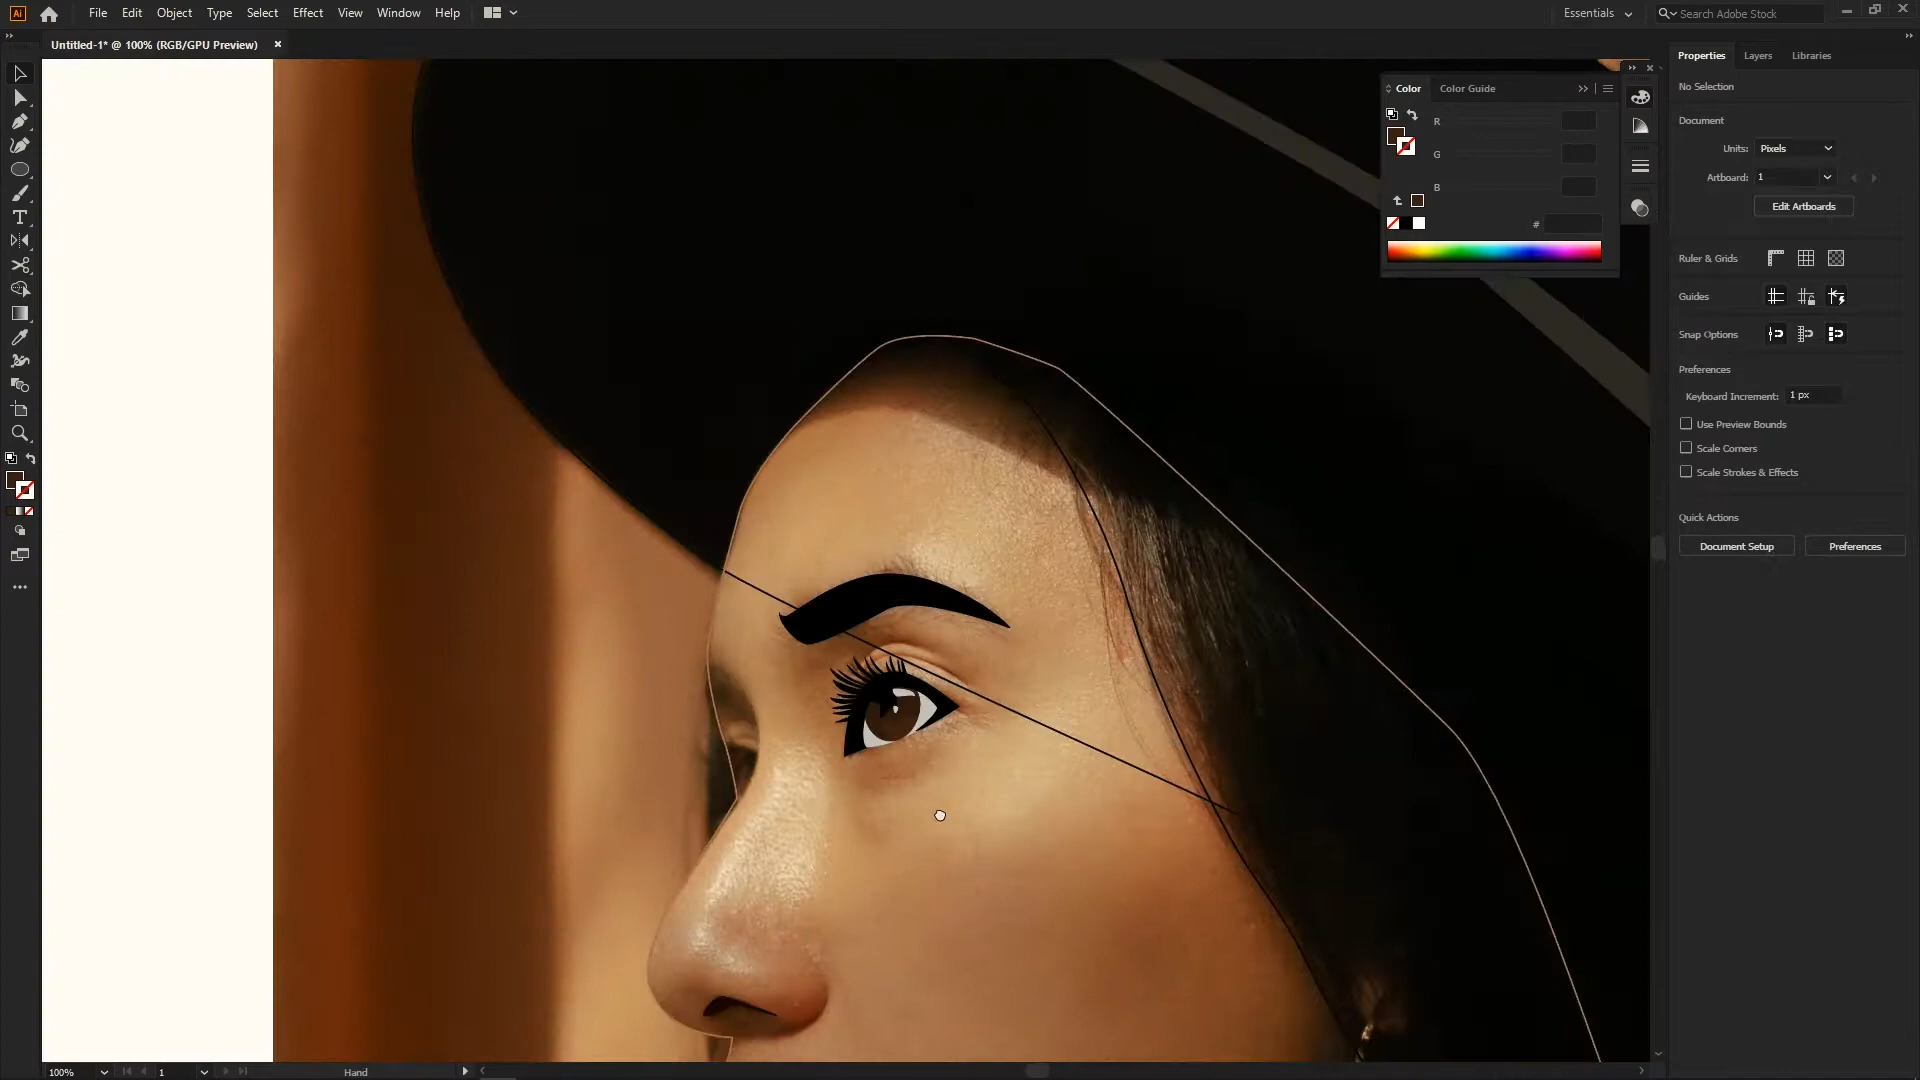 Ai File Edit Object Type Select Effect View Window Help Essentials Search Adobe Stock
Untitled-1* @ 100% (RGB/GPU Preview) ×
Properties Layers Libraries
No Selection
Document
Units: Pixels
Artboard: 1
Edit Artboards
Ruler & Grids
Guides
Snap Options
Preferences
Keyboard Increment: 1 px
Use Preview Bounds
Scale Corners
Scale Strokes & Effects
Quick Actions
Document Setup Preferences
Color Color Guide
R
G
B
#
100% 1 Hand